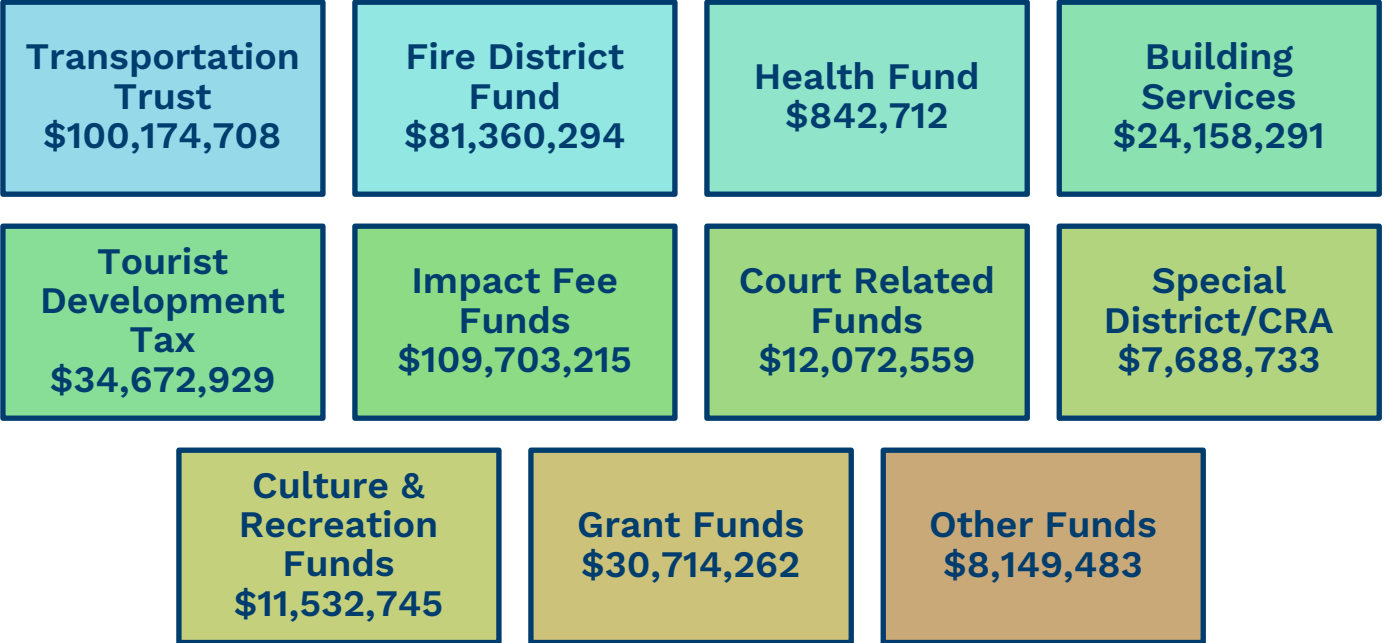 Transportation
Trust
$100,174,708
Fire District
Fund
$81,360,294
Health Fund
$842,712
Building
Services
$24,158,291
Tourist
Development
Tax
$34,672,929
Impact Fee
Funds
$109,703,215
Court Related
Funds
$12,072,559
Special
District/CRA
$7,688,733
Culture &
Recreation
Funds
$11,532,745
Grant Funds
$30,714,262
Other Funds
$8,149,483